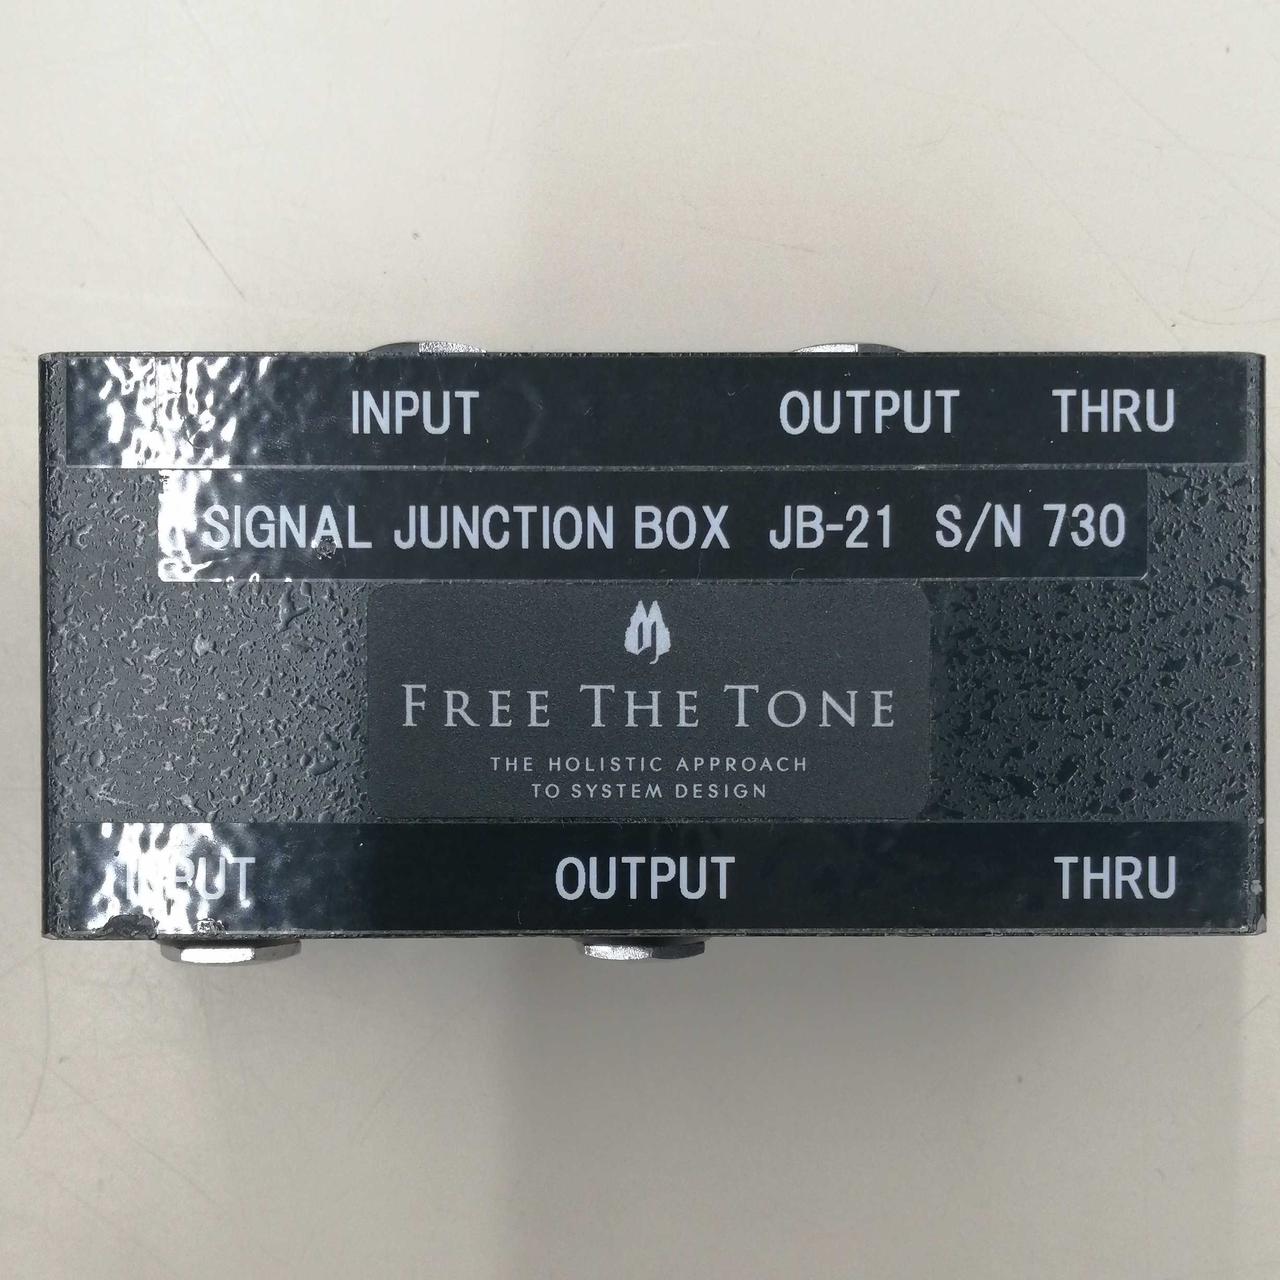 INPUT OUTPUT THRU
SIGNAL JUNCTION BOX JB-21 S/N 730
FREE THE TONE
THE HOLISTIC APPROACH
TO SYSTEM DESIGN
INPUT OUTPUT THRU